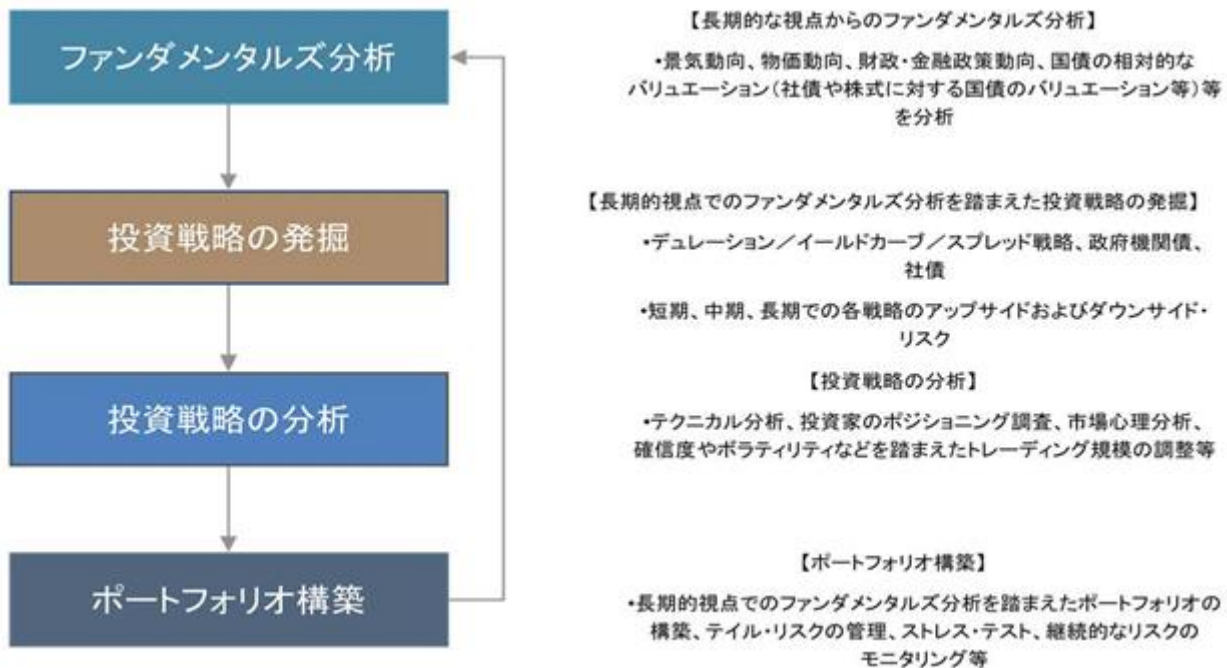 ファンダメンタルズ分析
【長期的な視点からのファンダメンタルズ分析】
•景気動向、物価動向、財政・金融政策動向、国債の相対的な
バリュエーション（社債や株式に対する国債のバリュエーション等）等
を分析
投資戦略の発掘
【長期的視点でのファンダメンタルズ分析を踏まえた投資戦略の発掘】
•デュレーション／イールドカーブ／スプレッド戦略、政府機関債、
社債
•短期、中期、長期での各戦略のアップサイドおよびダウンサイド・
リスク
投資戦略の分析
【投資戦略の分析】
•テクニカル分析、投資家のポジショニング調査、市場心理分析、
確信度やボラティリティなどを踏まえたトレーディング規模の調整等
ポートフォリオ構築
【ポートフォリオ構築】
•長期的視点でのファンダメンタルズ分析を踏まえたポートフォリオの
構築、テイル・リスクの管理、ストレス・テスト、継続的なリスクの
モニタリング等